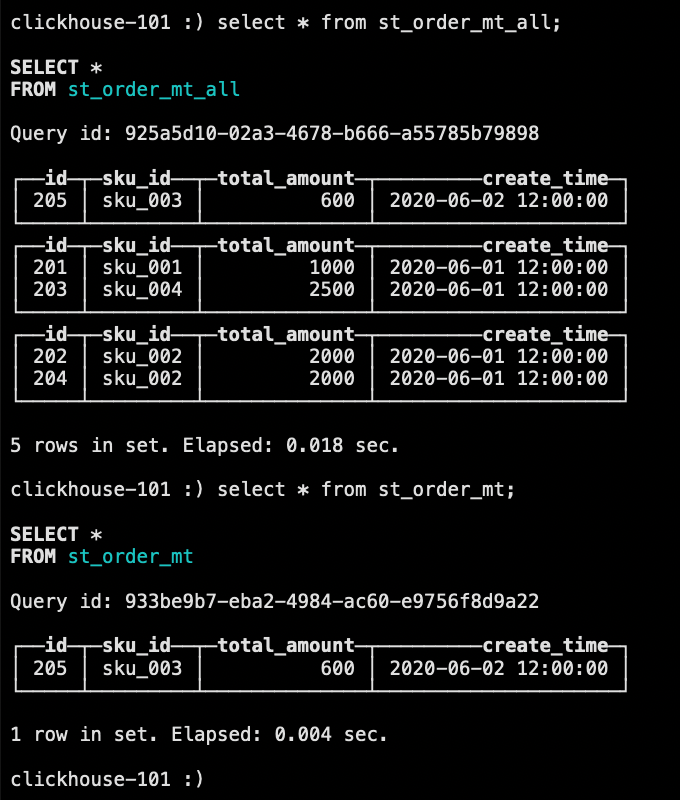 clickhouse-101 :) select * from st_order_mt_all;
SELECT *
FROM st_order_mt_all
Query id: 925a5d10-02a3-4678-b666-a55785b79898
┌──id─┬─sku_id──┬─total_amount─┬─────────create_time─┐
│ 205 │ sku_003 │          600 │ 2020-06-02 12:00:00 │
└─────┴─────────┴──────────────┴─────────────────────┘
┌──id─┬─sku_id──┬─total_amount─┬─────────create_time─┐
│ 201 │ sku_001 │         1000 │ 2020-06-01 12:00:00 │
│ 203 │ sku_004 │         2500 │ 2020-06-01 12:00:00 │
└─────┴─────────┴──────────────┴─────────────────────┘
┌──id─┬─sku_id──┬─total_amount─┬─────────create_time─┐
│ 202 │ sku_002 │         2000 │ 2020-06-01 12:00:00 │
│ 204 │ sku_002 │         2000 │ 2020-06-01 12:00:00 │
└─────┴─────────┴──────────────┴─────────────────────┘
5 rows in set. Elapsed: 0.018 sec.
clickhouse-101 :) select * from st_order_mt;
SELECT *
FROM st_order_mt
Query id: 933be9b7-eba2-4984-ac60-e9756f8d9a22
┌──id─┬─sku_id──┬─total_amount─┬─────────create_time─┐
│ 205 │ sku_003 │          600 │ 2020-06-02 12:00:00 │
└─────┴─────────┴──────────────┴─────────────────────┘
1 row in set. Elapsed: 0.004 sec.
clickhouse-101 :)